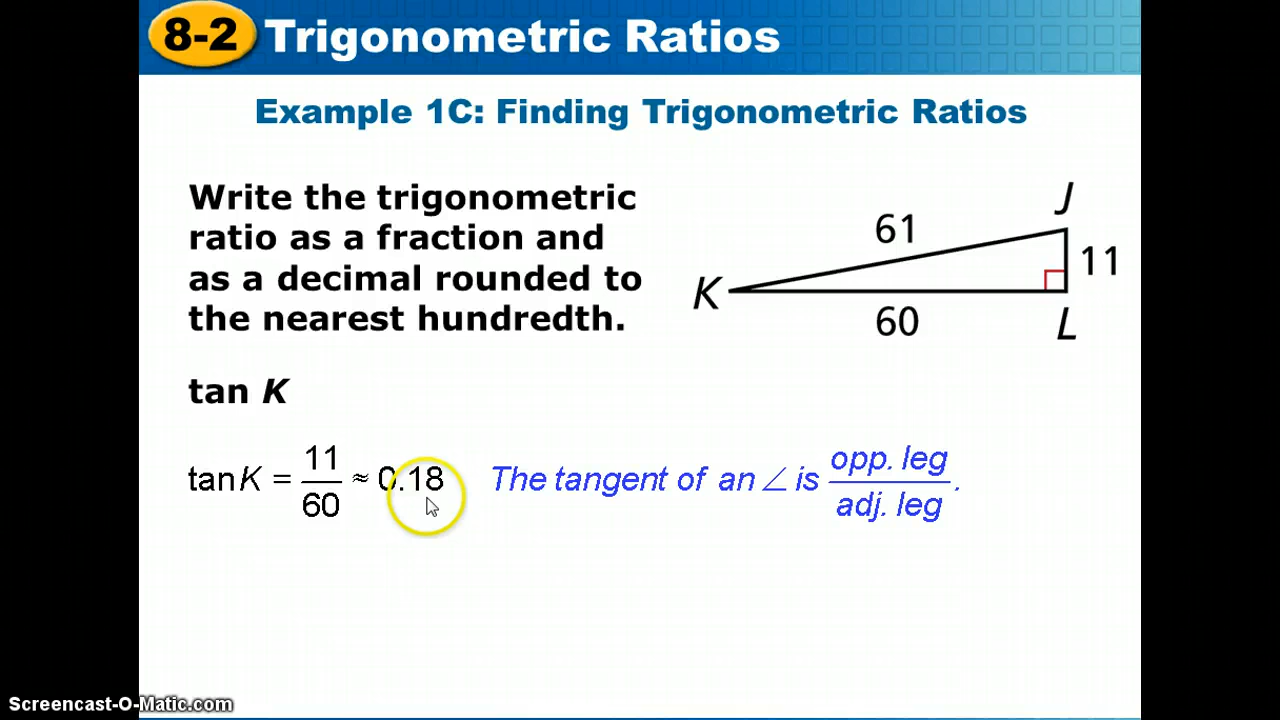 8-2 Trigonometric Ratios
Example 1C: Finding Trigonometric Ratios
Write the trigonometric
ratio as a fraction and
as a decimal rounded to
the nearest hundredth.
J
61
11
K
60
L
tan K
tan K = 11/60 ≈ 0.18
The tangent of an ∠ is opp. leg/adj. leg.
Screencast-O-Matic.com